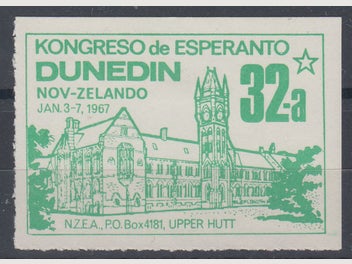 KONGRESO de ESPERANTO
DUNEDIN
NOV-ZELANDO
JAN. 3-7, 1967
32-a
N.Z.E.A., P.O. Box 4181, UPPER HUTT